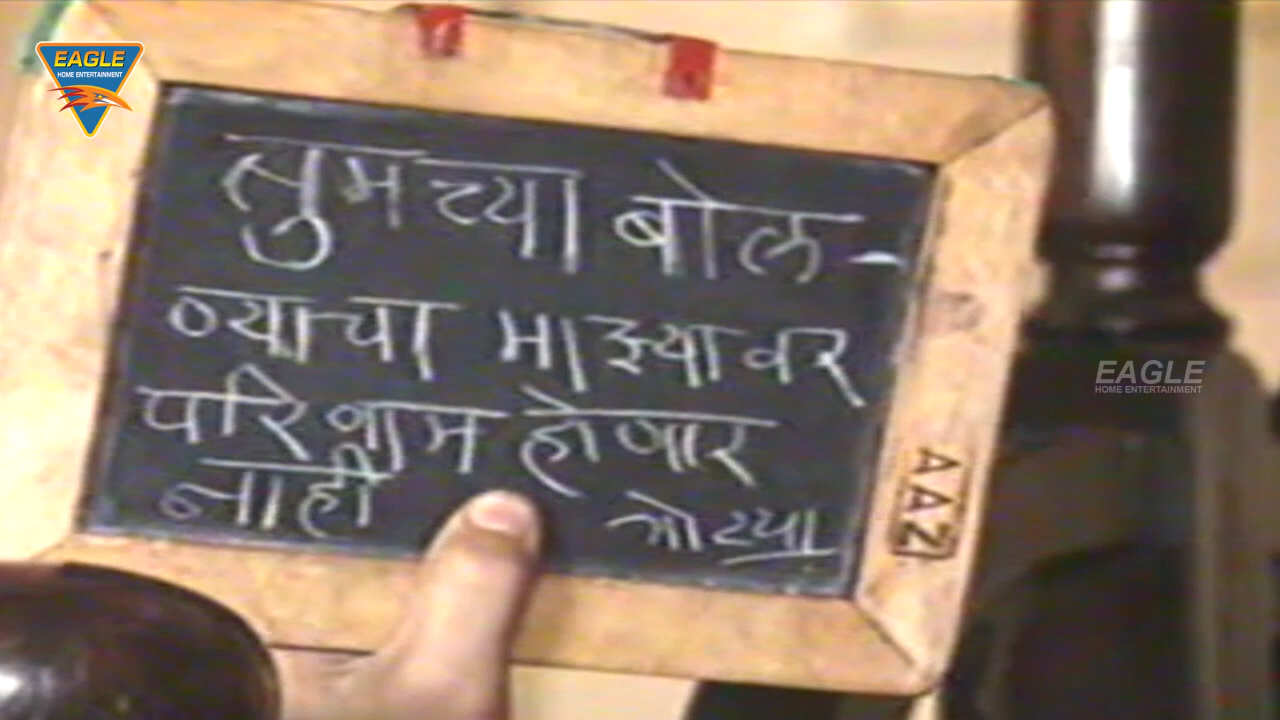 EAGLE
HOME ENTERTAINMENT
तुमच्या बोल-
ण्याचा माझ्यावर
परिणाम होणार
नाही
मोट्या
EAGLE
HOME ENTERTAINMENT
AAZ